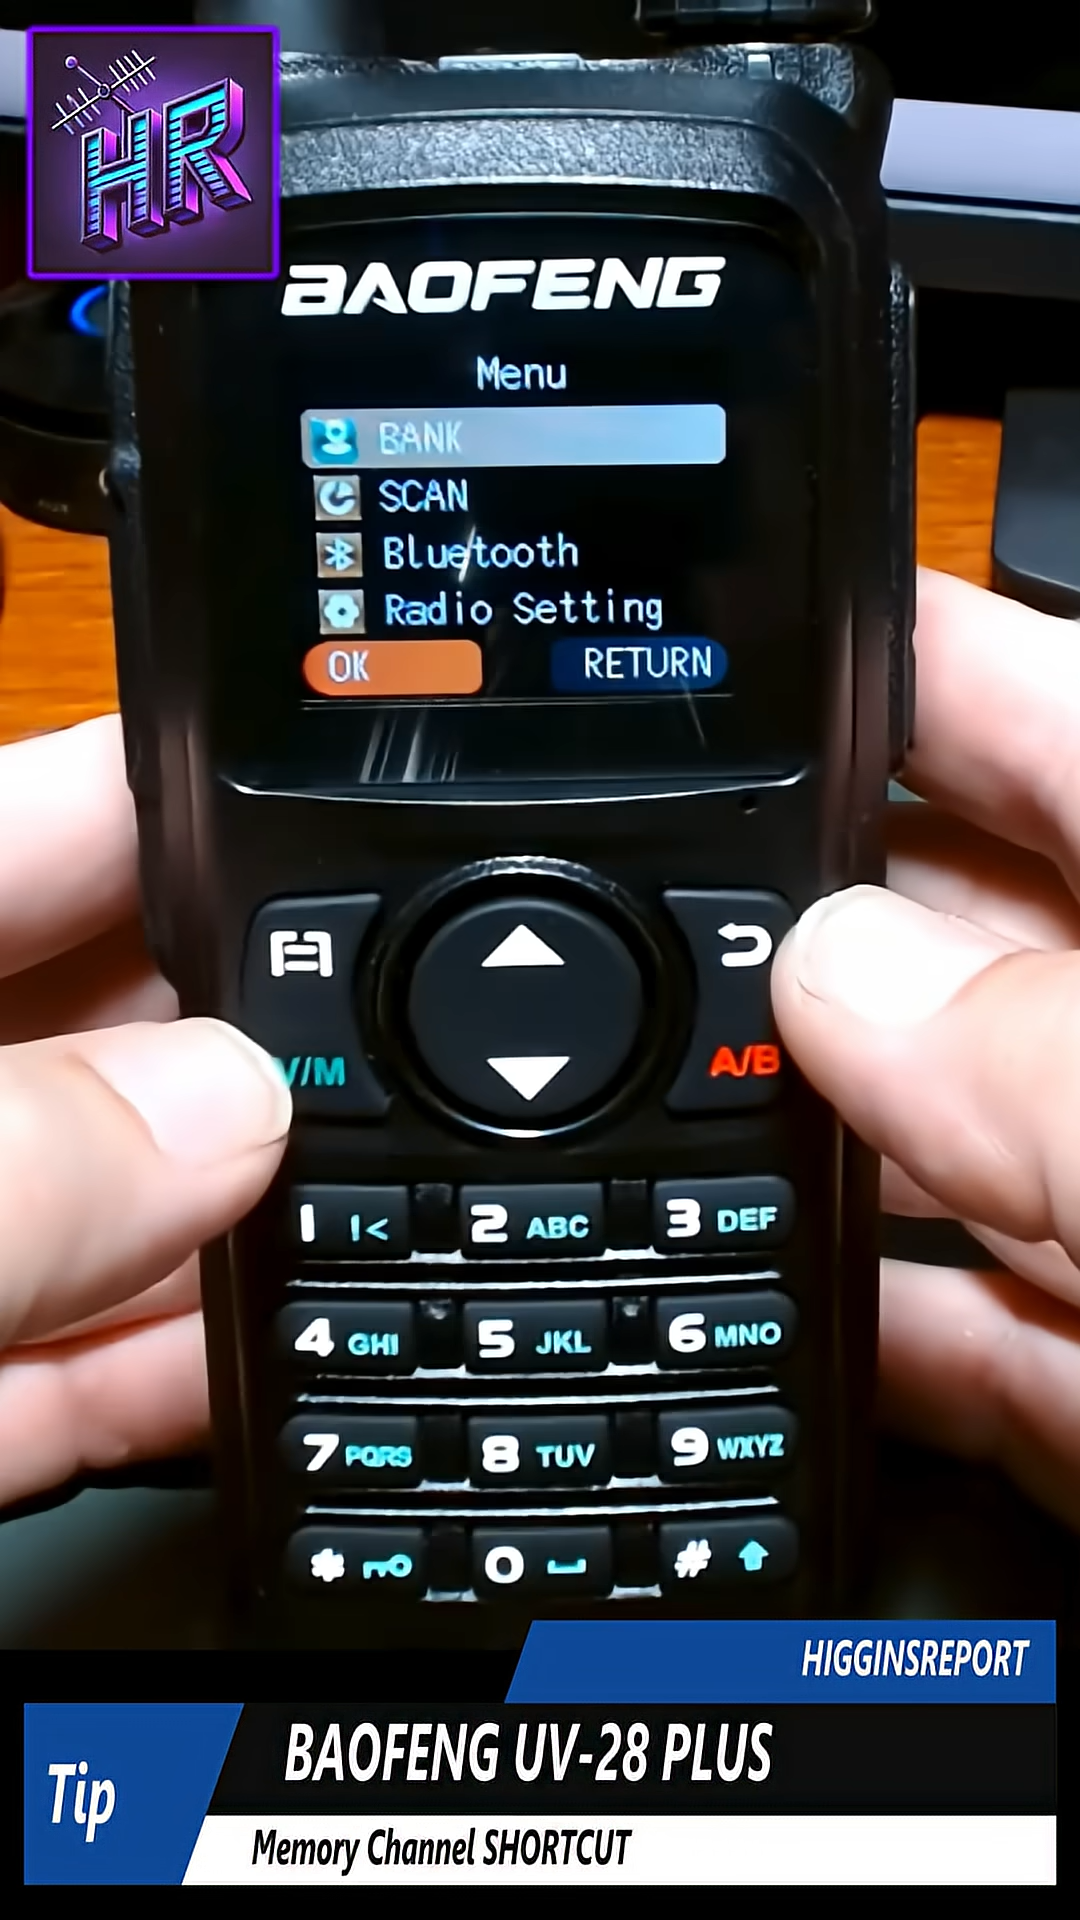 HR
BAOFENG
Menu
BANK
SCAN
Bluetooth
Radio Setting
OK RETURN
V/M A/B
1 !< 2 ABC 3 DEF
4 GHI 5 JKL 6 MNO
7 PQRS 8 TUV 9 WXYZ
* 0 #
HIGGINSREPORT
Tip
BAOFENG UV-28 PLUS
Memory Channel SHORTCUT